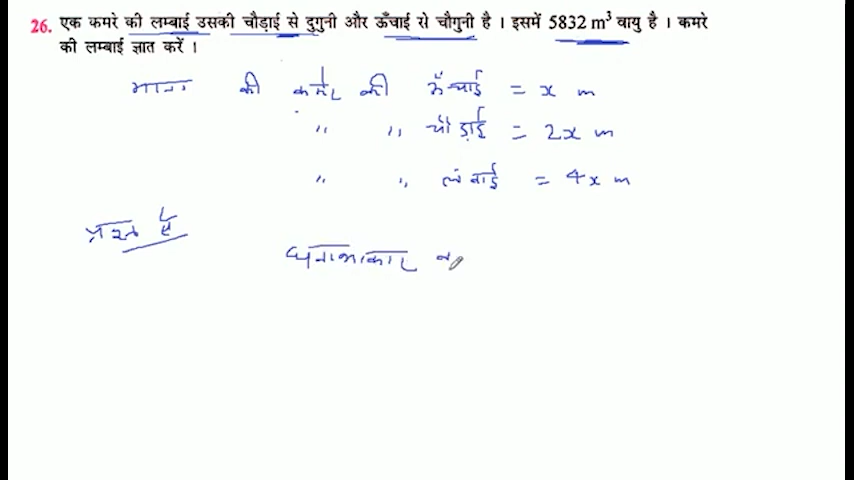 26. एक कमरे की लम्बाई उसकी चौड़ाई से दुगुनी और ऊँचाई रो चौगुनी है । इसमें 5832 m³ वायु है । कमरे
की लम्बाई ज्ञात करें ।
माना की कमरे की ऊँचाई = x m
" " चौड़ाई = 2x m
" " लंबाई = 4x m
प्रश्न से
घनाभाकार